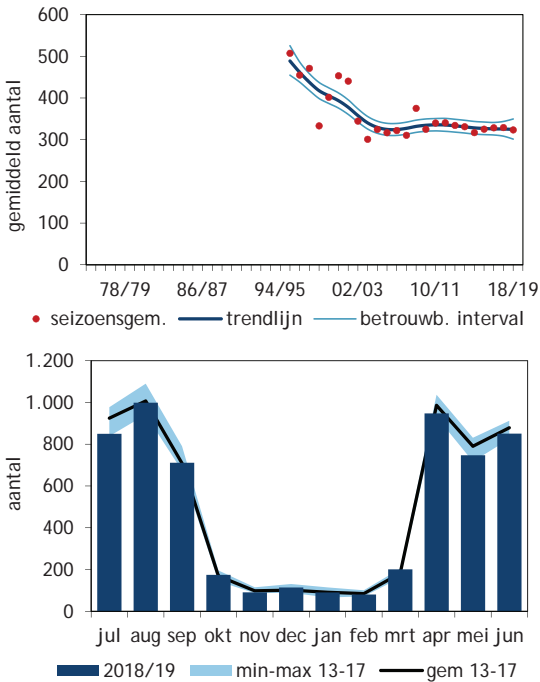 600
500
400
300
200
100
0
gemiddeld aantal
78/79 86/87 94/95 02/03 10/11 18/19
seizoensgem. trendlijn betrouwb. interval
1.200
1.000
800
600
400
200
0
aantal
jul aug sep okt nov dec jan feb mrt apr mei jun
2018/19 min-max 13-17 gem 13-17